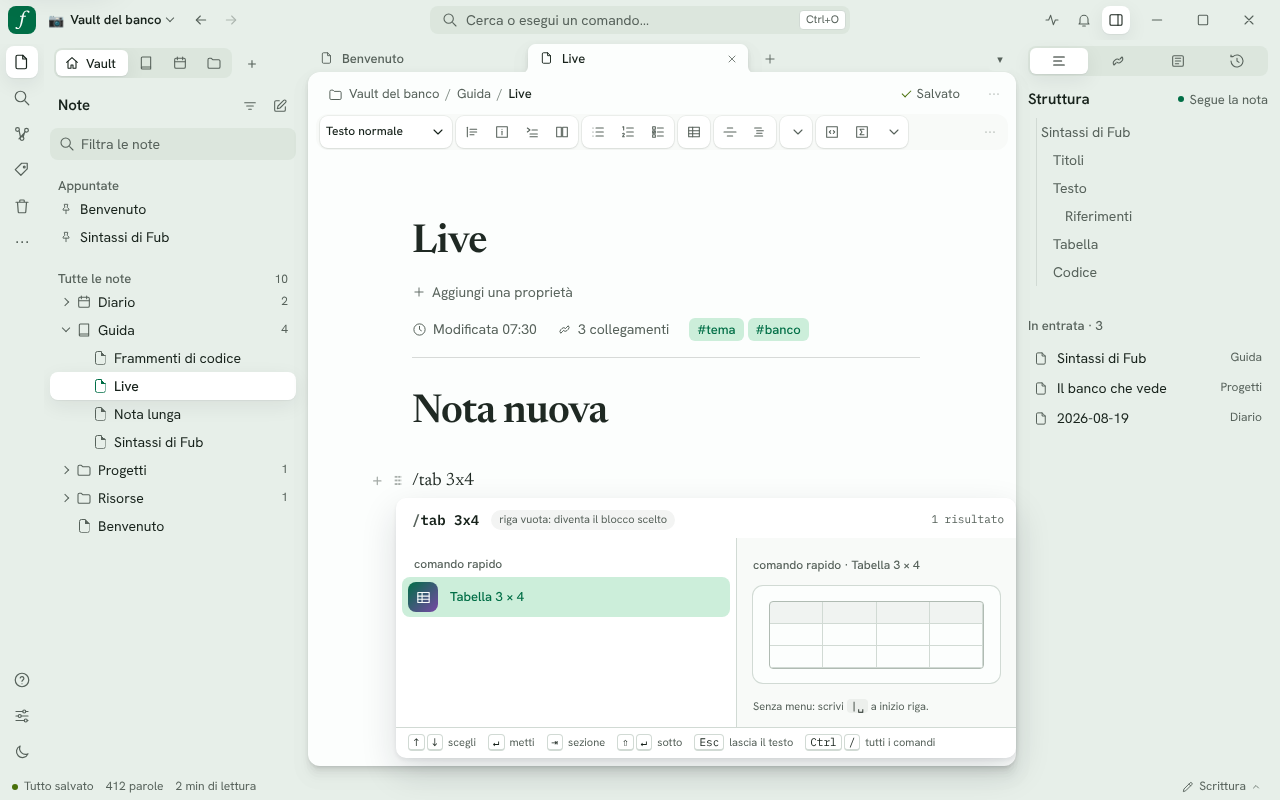 Vault del banco
Cerca o esegui un comando…
Ctrl+O
Vault
Note
Filtra le note
Appuntate
Benvenuto
Sintassi di Fub
Tutte le note 10
Diario 2
Guida 4
Frammenti di codice
Live
Nota lunga
Sintassi di Fub
Progetti 1
Risorse 1
Benvenuto
Benvenuto
Live
Vault del banco / Guida / Live
Salvato
Testo normale
Live
Aggiungi una proprietà
Modificata 07:30
3 collegamenti
#tema
#banco
Nota nuova
/tab 3x4
/tab 3x4
riga vuota: diventa il blocco scelto
1 risultato
comando rapido
Tabella 3 × 4
comando rapido · Tabella 3 × 4
Senza menu: scrivi |␣ a inizio riga.
↑ ↓ scegli
↵ metti
⇥ sezione
⇧ ↵ sotto
Esc lascia il testo
Ctrl / tutti i comandi
Struttura
Segue la nota
Sintassi di Fub
Titoli
Testo
Riferimenti
Tabella
Codice
In entrata · 3
Sintassi di Fub Guida
Il banco che vede Progetti
2026-08-19 Diario
Tutto salvato
412 parole
2 min di lettura
Scrittura